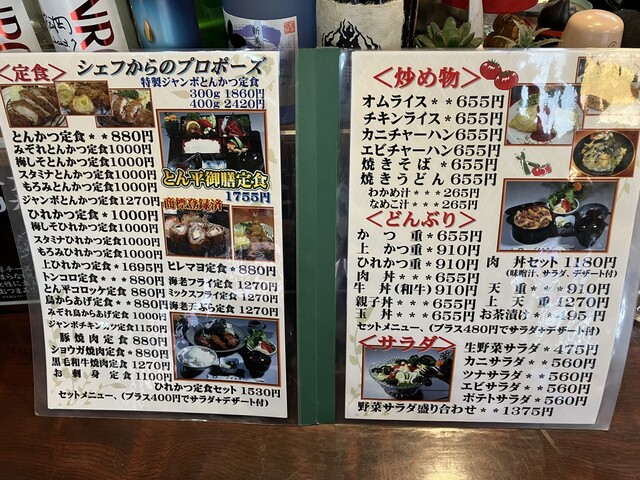 <定食> シェフからのプロポーズ
特製ジャンボとんかつ定食
300g 1860円
400g 2420円
とんかつ定食**880円
みぞれとんかつ定食1000円
梅しそとんかつ定食1000円
スタミナとんかつ定食1000円
もろみとんかつ定食1000円
ジャンボとんかつ定食1270円
ひれかつ定食*1000円
梅しそひれかつ定食1000円
スタミナひれかつ定食1000円
もろみひれかつ定食1000円
上ひれかつ定食*1695円
トンコロ定食**880円
とん平コロッケ定食*880円
鳥からあげ定食**880円
みぞれ鳥からあげ定食1000円
ジャンボチキンカツ定食1150円
豚焼肉定食*880円
ショウガ焼肉定食*880円
黒毛和牛焼肉定食1270円
お刺身定食1100円
とん平御膳定食
1755円
商標登録済
ヒレマヨ定食*880円
海老フライ定食1270円
ミックスフライ定食1270円
海老天ぷら定食1270円
ひれかつ定食セット1530円
セットメニュー、(プラス400円でサラダ+デザート付)
<炒め物>
オムライス**655円
チキンライス*655円
カニチャーハン655円
エビチャーハン655円
焼きそば*655円
焼きうどん655円
わかめ汁**265円
なめこ汁**265円
<どんぶり>
かつ重*655円
上かつ重*910円
ひれかつ重*910円
肉丼**655円
牛丼(和牛)910円
親子丼**655円
玉丼**655円
肉丼セット1180円
(味噌汁、サラダ、デザート付)
天重**910円
上天重1270円
お茶漬け**495円
セットメニュー、(プラス480円でサラダ+デザート付)
<サラダ>
生野菜サラダ*475円
カニサラダ**560円
ツナサラダ**560円
エビサラダ**560円
ポテトサラダ*560円
野菜サラダ盛り合わせ**1375円